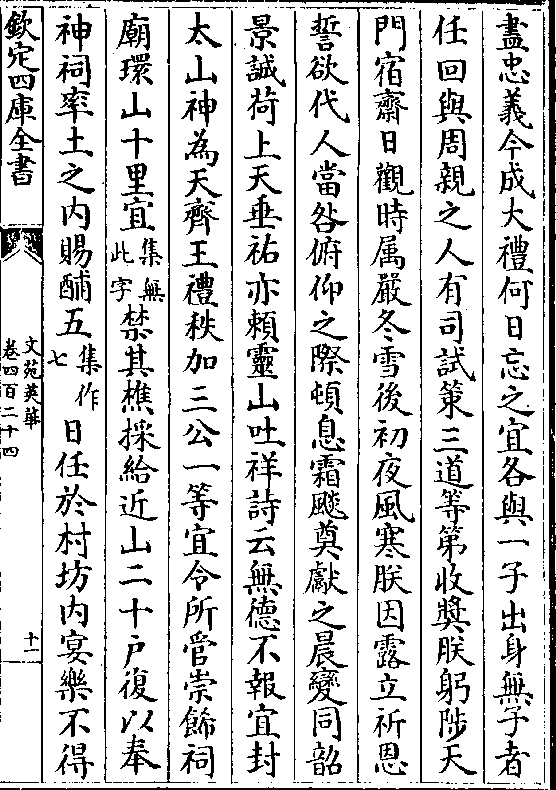 盡忠義今成大禮何日忘之宜各與一子出身無子者
任回與周親之人有司試策三道等第收奬朕躬陟天
門宿齋日觀時属嚴冬雪後初夜風寒朕因露立祈恩
誓欲代人當咎俯仰之際頓息霜飈奠獻之晨變同韶
景誠荷上天垂祐亦頼靈山吐祥詩云無德不報宜封
太山神為天齊王禮秩加三公一等宜令所管崇飾祠
廟環山十里宜集無此字禁其樵採給近山二十户復以奉
神祠率土之内賜酺五集作七日任於村坊内宴樂不得
欽定四庫全書
文苑英華
卷四百二十四
十一